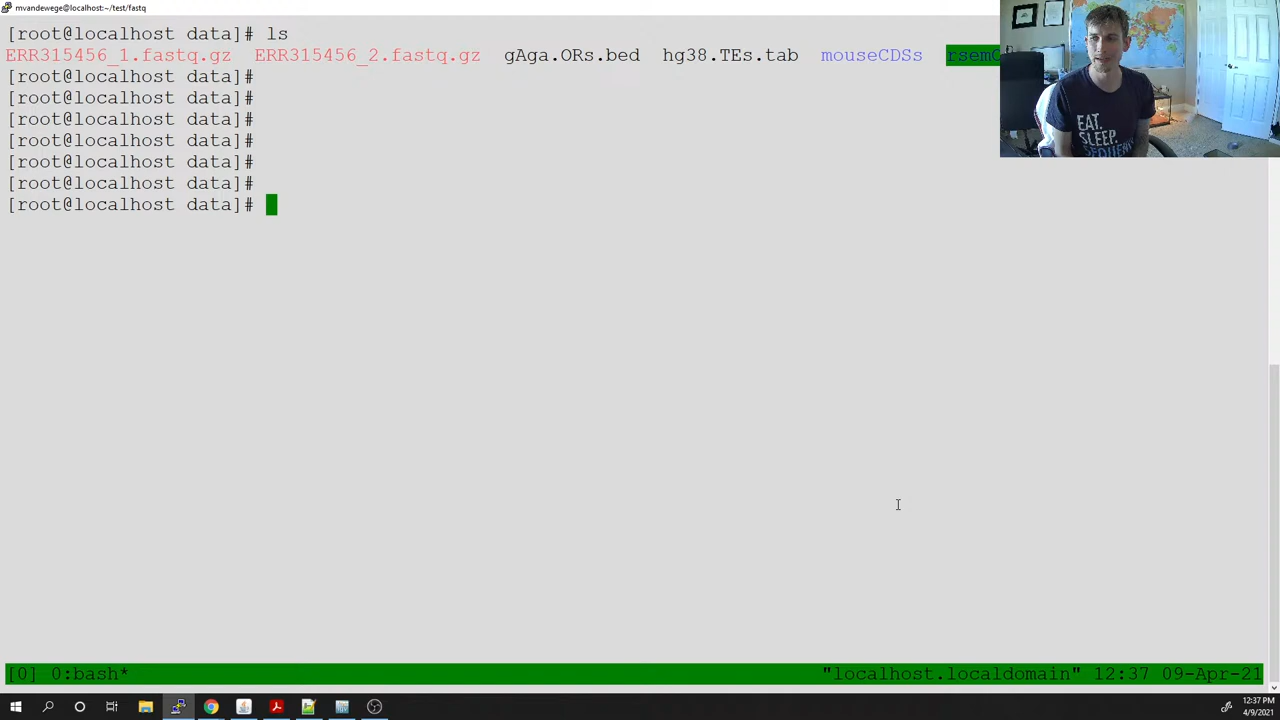 mvandewege@localhost:~/test/fastq
[root@localhost data]# ls
ERR315456_1.fastq.gz ERR315456_2.fastq.gz gAga.ORs.bed hg38.TEs.tab mouseCDSs
[root@localhost data]#
[root@localhost data]#
[root@localhost data]#
[root@localhost data]#
[root@localhost data]#
[root@localhost data]#
[root@localhost data]#
EAT.
SLEEP.
SEQUENCE
[0] 0:bash* "localhost.localdomain" 12:37 09-Apr-21
12:37 PM
4/9/2021